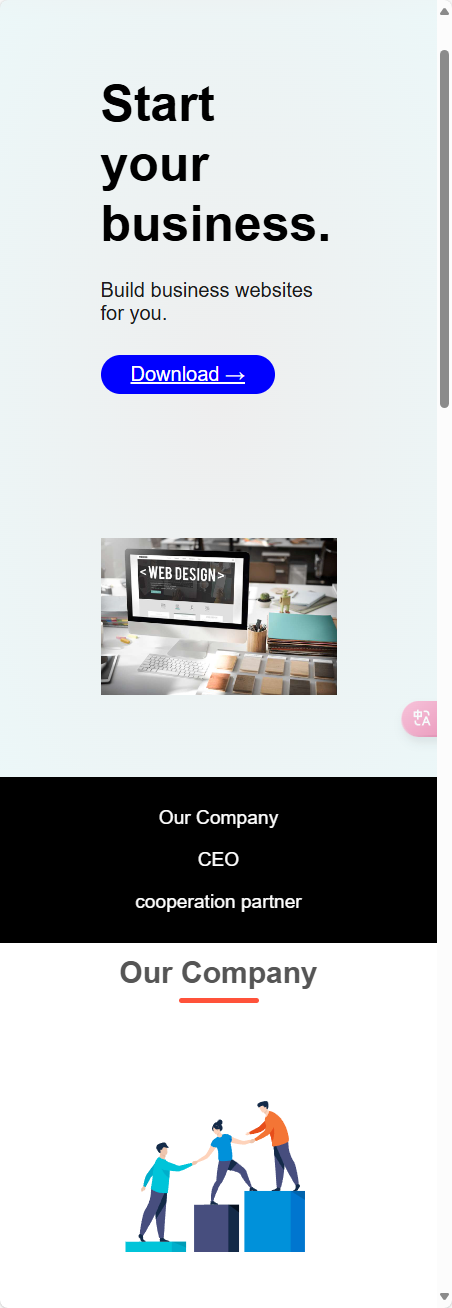 Start
your
business.
Build business websites
for you.
Download →
<WEB DESIGN>
Our Company
CEO
cooperation partner
Our Company